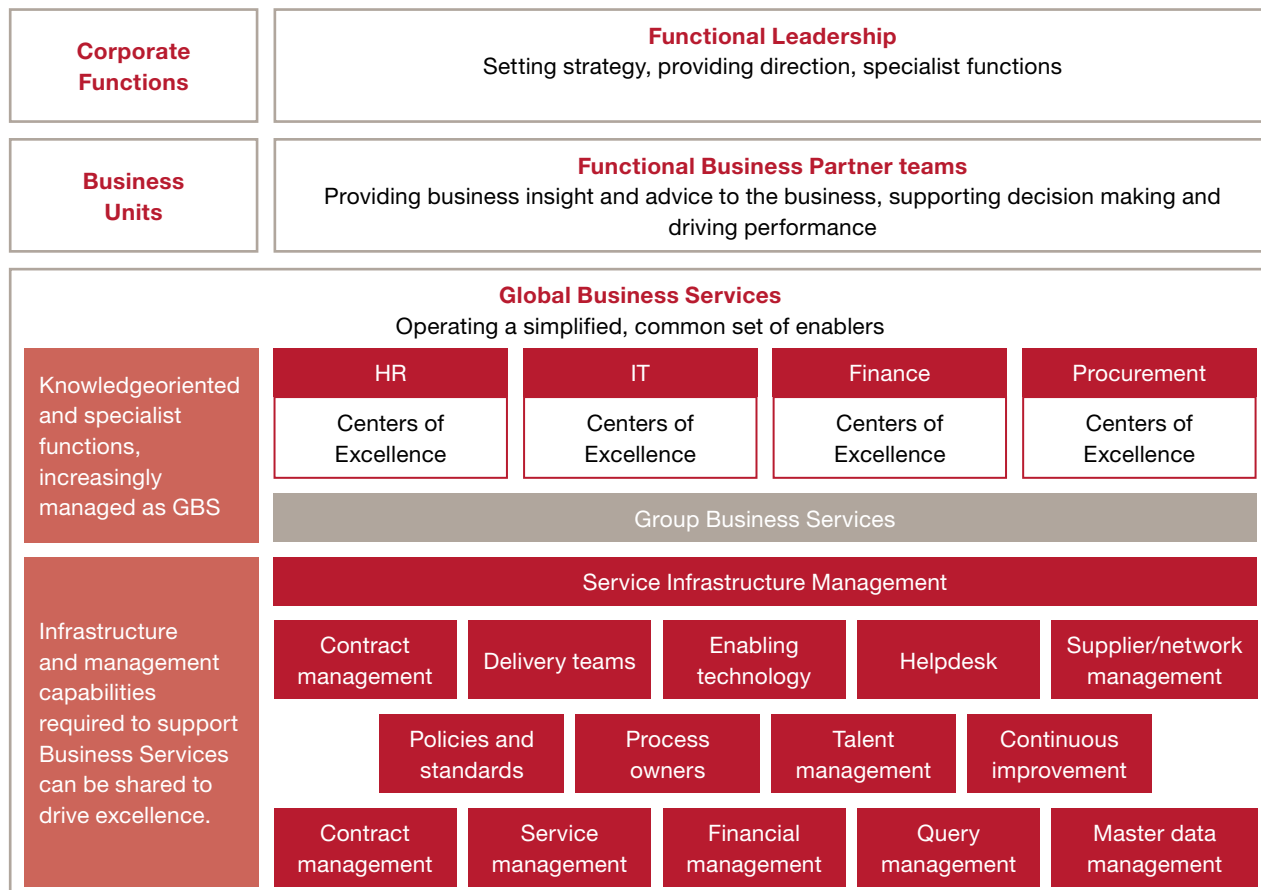 Corporate
Functions
Functional Leadership
Setting strategy, providing direction, specialist functions
Business
Units
Functional Business Partner teams
Providing business insight and advice to the business, supporting decision making and
driving performance
Global Business Services
Operating a simplified, common set of enablers
Knowledgeoriented
and specialist
functions,
increasingly
managed as GBS
HR
Centers of
Excellence
IT
Centers of
Excellence
Finance
Centers of
Excellence
Procurement
Centers of
Excellence
Group Business Services
Infrastructure
and management
capabilities
required to support
Business Services
can be shared to
drive excellence.
Service Infrastructure Management
Contract
management
Delivery teams
Enabling
technology
Helpdesk
Supplier/network
management
Policies and
standards
Process
owners
Talent
management
Continuous
improvement
Contract
management
Service
management
Financial
management
Query
management
Master data
management